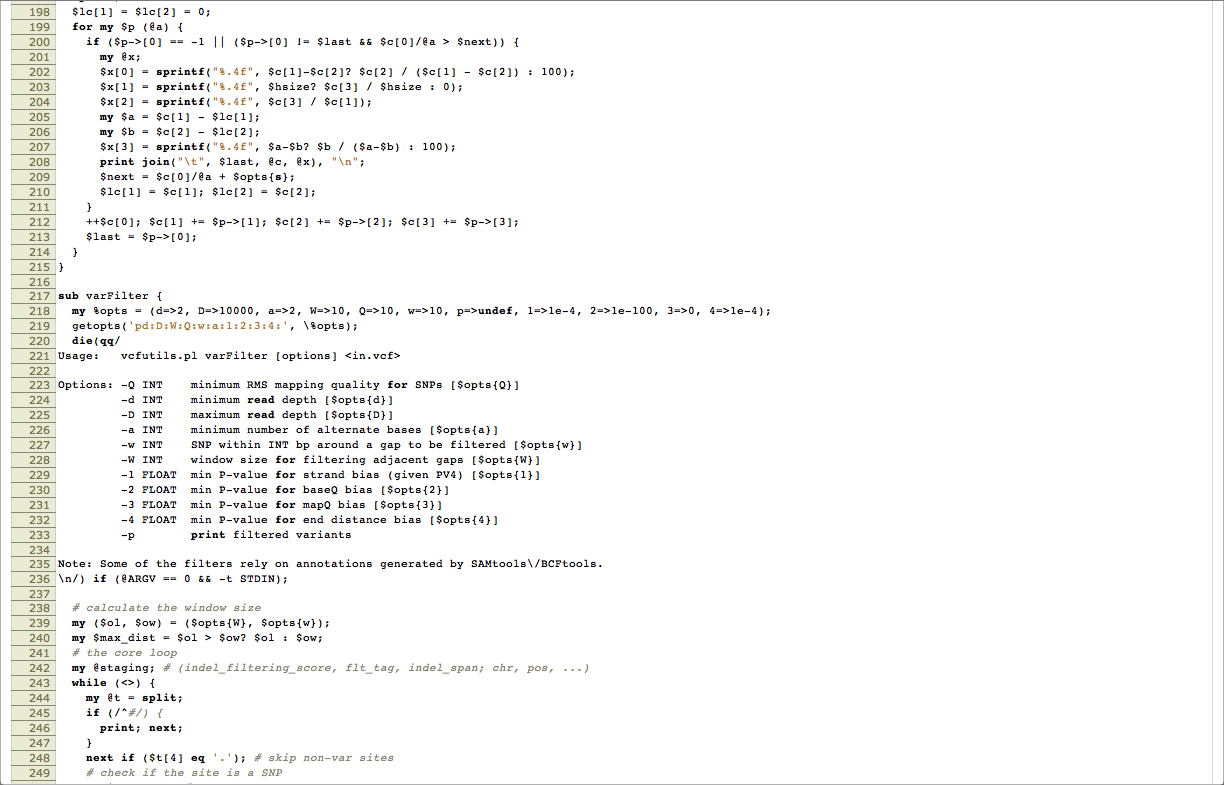 198 $lc[1] = $lc[2] = 0;
199 for my $p (@a) {
200 if ($p->[0] == -1 || ($p->[0] != $last && $c[0]/@a > $next)) {
201 my @x;
202 $x[0] = sprintf("%.4f", $c[1]-$c[2]? $c[2] / ($c[1] - $c[2]) : 100);
203 $x[1] = sprintf("%.4f", $hsize? $c[3] / $hsize : 0);
204 $x[2] = sprintf("%.4f", $c[3] / $c[1]);
205 my $a = $c[1] - $lc[1];
206 my $b = $c[2] - $lc[2];
207 $x[3] = sprintf("%.4f", $a-$b? $b / ($a-$b) : 100);
208 print join("\t", $last, @c, @x), "\n";
209 $next = $c[0]/@a + $opts{s};
210 $lc[1] = $c[1]; $lc[2] = $c[2];
211 }
212 ++$c[0]; $c[1] += $p->[1]; $c[2] += $p->[2]; $c[3] += $p->[3];
213 $last = $p->[0];
214 }
215 }
216
217 sub varFilter {
218 my %opts = (d=>2, D=>10000, a=>2, W=>10, Q=>10, w=>10, p=>undef, 1=>1e-4, 2=>1e-100, 3=>0, 4=>1e-4);
219 getopts('pd:D:W:Q:w:a:1:2:3:4:', \%opts);
220 die(qq/
221 Usage: vcfutils.pl varFilter [options] <in.vcf>
222
223 Options: -Q INT minimum RMS mapping quality for SNPs [$opts{Q}]
224 -d INT minimum read depth [$opts{d}]
225 -D INT maximum read depth [$opts{D}]
226 -a INT minimum number of alternate bases [$opts{a}]
227 -w INT SNP within INT bp around a gap to be filtered [$opts{w}]
228 -W INT window size for filtering adjacent gaps [$opts{W}]
229 -1 FLOAT min P-value for strand bias (given PV4) [$opts{1}]
230 -2 FLOAT min P-value for baseQ bias [$opts{2}]
231 -3 FLOAT min P-value for mapQ bias [$opts{3}]
232 -4 FLOAT min P-value for end distance bias [$opts{4}]
233 -p print filtered variants
234
235 Note: Some of the filters rely on annotations generated by SAMtools\/BCFtools.
236 \n/) if (@ARGV == 0 && -t STDIN);
237
238 # calculate the window size
239 my ($ol, $ow) = ($opts{W}, $opts{w});
240 my $max_dist = $ol > $ow? $ol : $ow;
241 # the core loop
242 my @staging; # (indel_filtering_score, flt_tag, indel_span; chr, pos, ...)
243 while (<>) {
244 my @t = split;
245 if (/^#/) {
246 print; next;
247 }
248 next if ($t[4] eq '.'); # skip non-var sites
249 # check if the site is a SNP